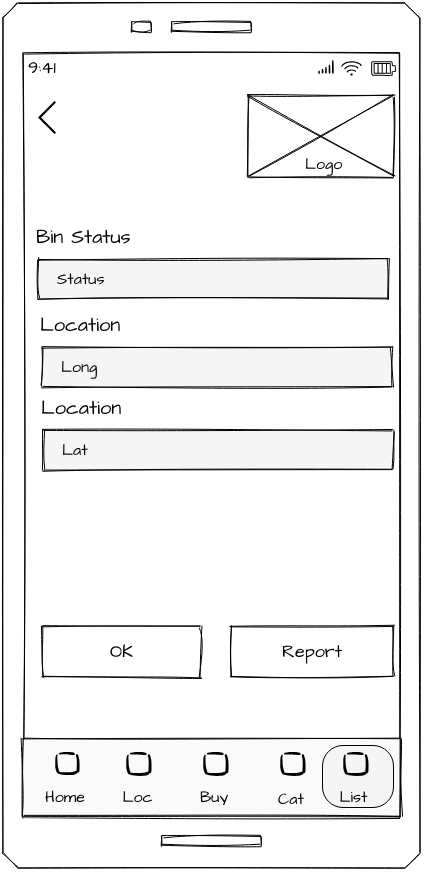 9:41
Logo
Bin Status
Status
Location
Long
Location
Lat
OK Report
Home Loc Buy Cat List